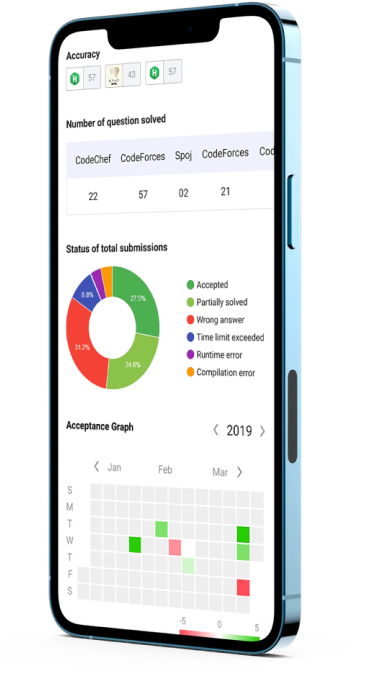 Accuracy
57 43 57
Number of question solved
CodeChef CodeForces Spoj CodeForces Cod
22 57 02 21
Status of total submissions
27.5%
24.6%
31.2%
8.8%
Accepted
Partially solved
Wrong answer
Time limit exceeded
Runtime error
Compilation error
Acceptance Graph
2019
Jan Feb Mar
S
M
T
W
T
F
S
-5 0 5